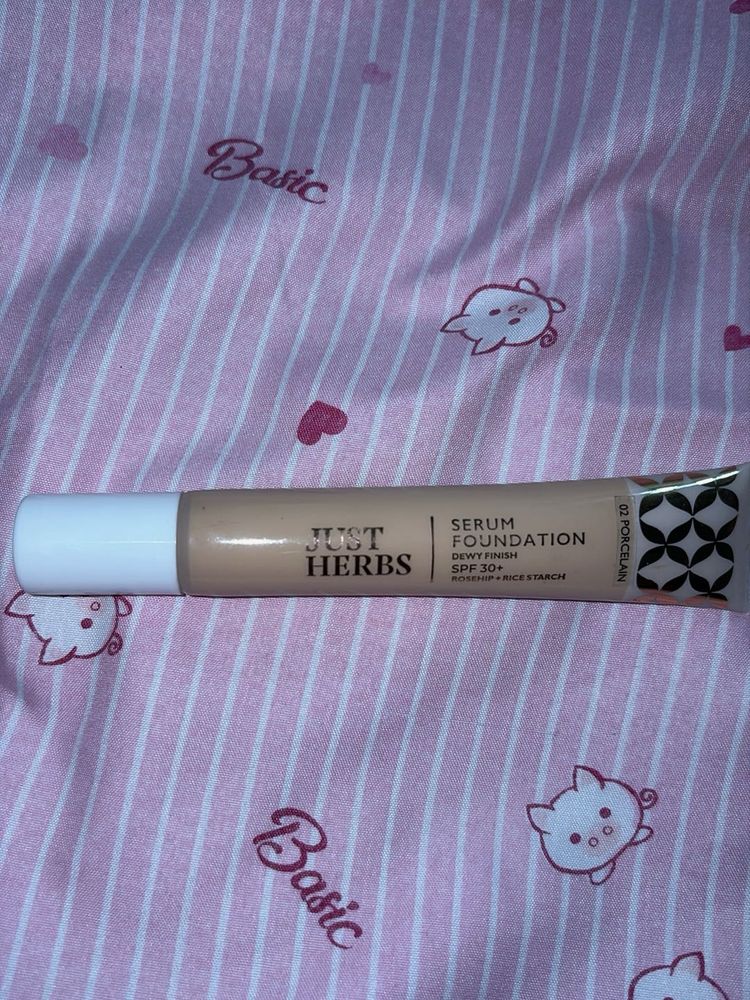 Basic
JUST
HERBS
SERUM
FOUNDATION
DEWY FINISH
SPF 30+
ROSEHIP + RICE STARCH
02 PORCELAIN
Basic